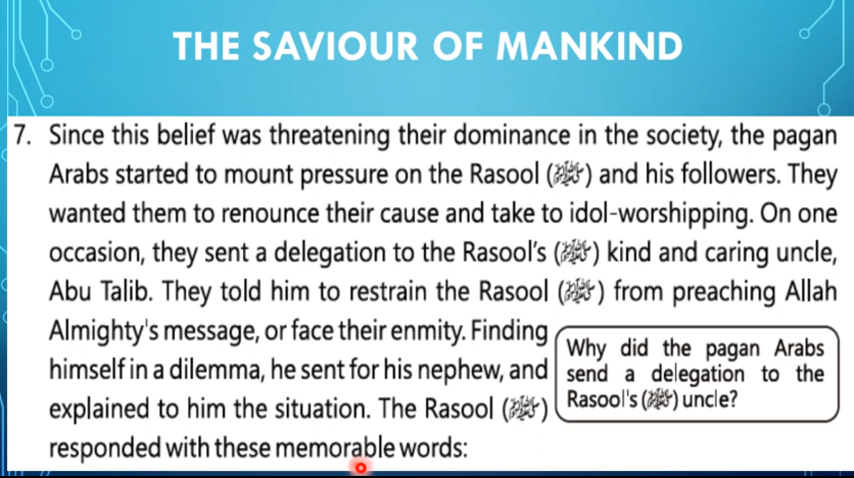 THE SAVIOUR OF MANKIND
7. Since this belief was threatening their dominance in the society, the pagan
Arabs started to mount pressure on the Rasool (ﷺ) and his followers. They
wanted them to renounce their cause and take to idol-worshipping. On one
occasion, they sent a delegation to the Rasool's (ﷺ) kind and caring uncle,
Abu Talib. They told him to restrain the Rasool (ﷺ) from preaching Allah
Almighty's message, or face their enmity. Finding
himself in a dilemma, he sent for his nephew, and
explained to him the situation. The Rasool (ﷺ)
responded with these memorable words:
Why did the pagan Arabs
send a delegation to the
Rasool's (ﷺ) uncle?